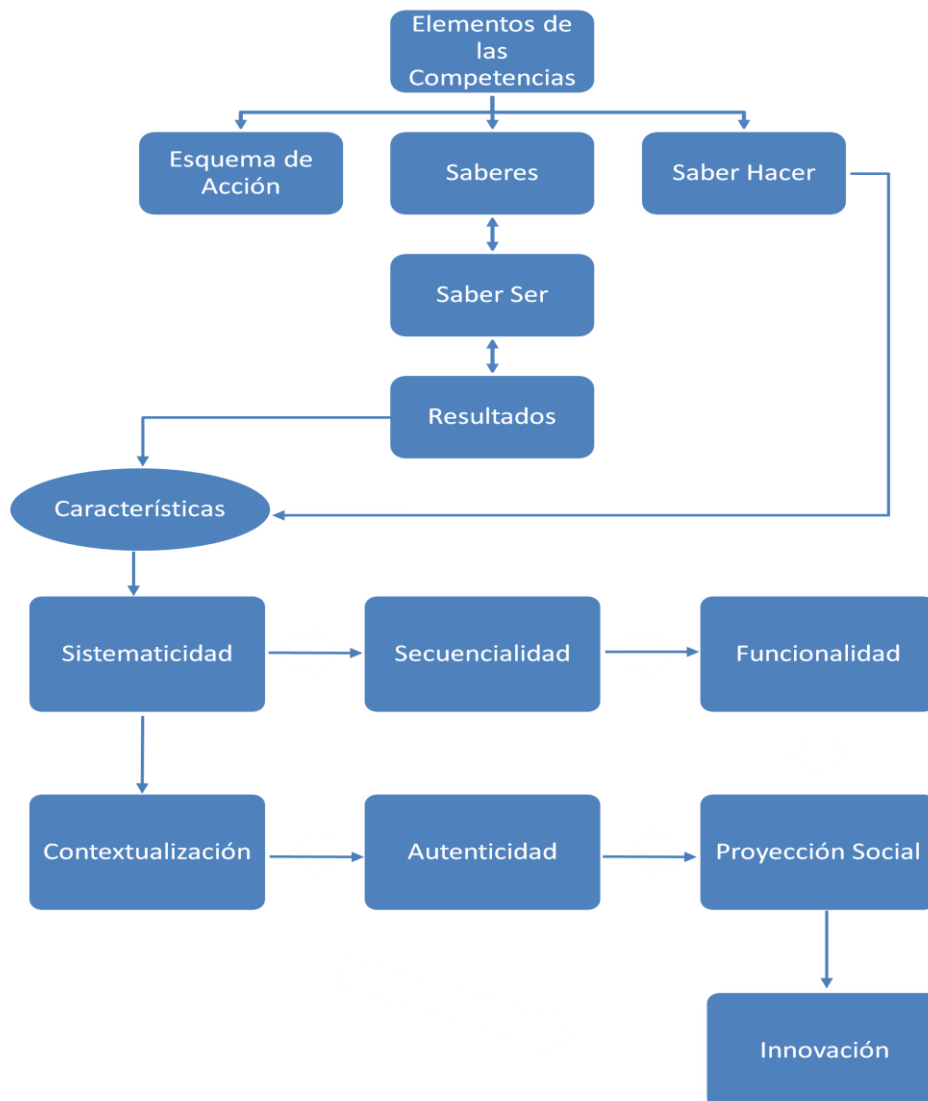 Elementos de
las
Competencias
Esquema de
Acción
Saberes
Saber Hacer
Saber Ser
Resultados
Características
Sistematicidad
Secuencialidad
Funcionalidad
Contextualización
Autenticidad
Proyección Social
Innovación